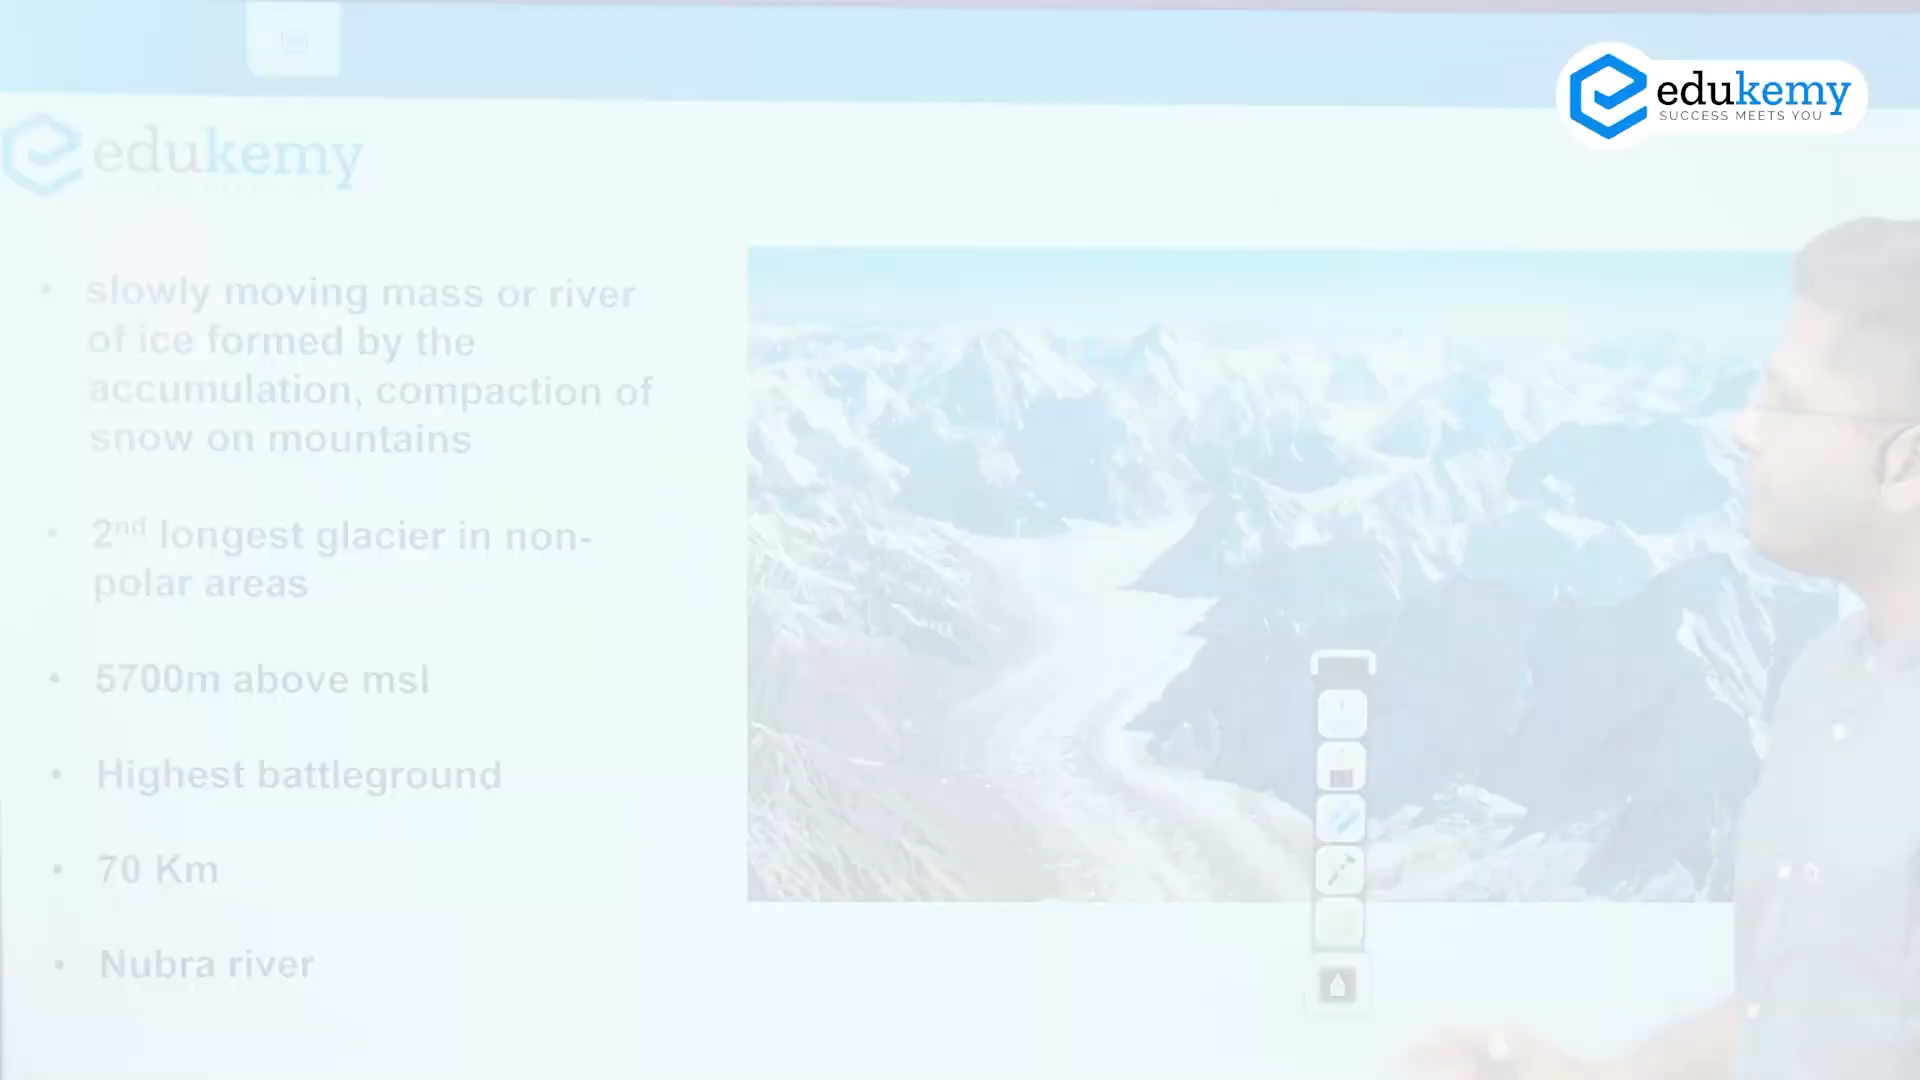 edukemy
SUCCESS MEETS YOU
edukemy
• slowly moving mass or river
of ice formed by the
accumulation, compaction of
snow on mountains
• 2nd longest glacier in non-
polar areas
• 5700m above msl
• Highest battleground
• 70 Km
• Nubra river